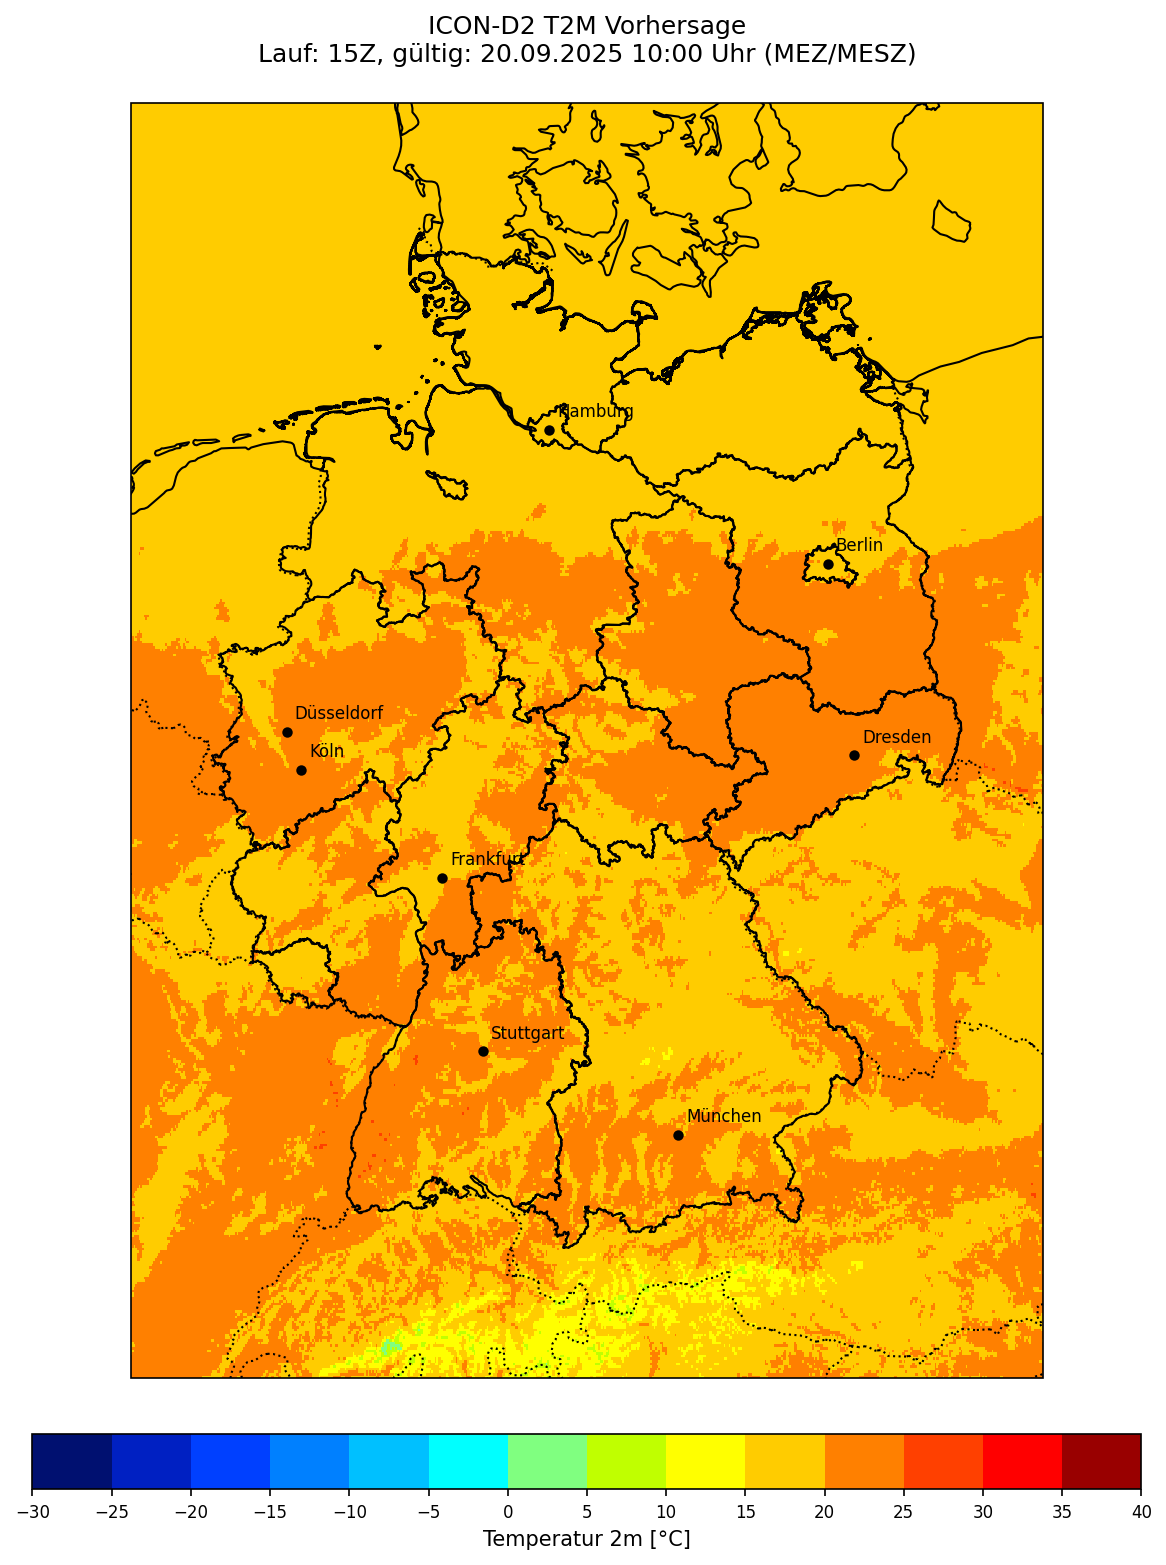 ICON-D2 T2M Vorhersage
Lauf: 15Z, gültig: 20.09.2025 10:00 Uhr (MEZ/MESZ)
Hamburg
Berlin
Düsseldorf
Köln
Dresden
Frankfurt
Stuttgart
München
−30 −25 −20 −15 −10 −5 0 5 10 15 20 25 30 35 40
Temperatur 2m [°C]